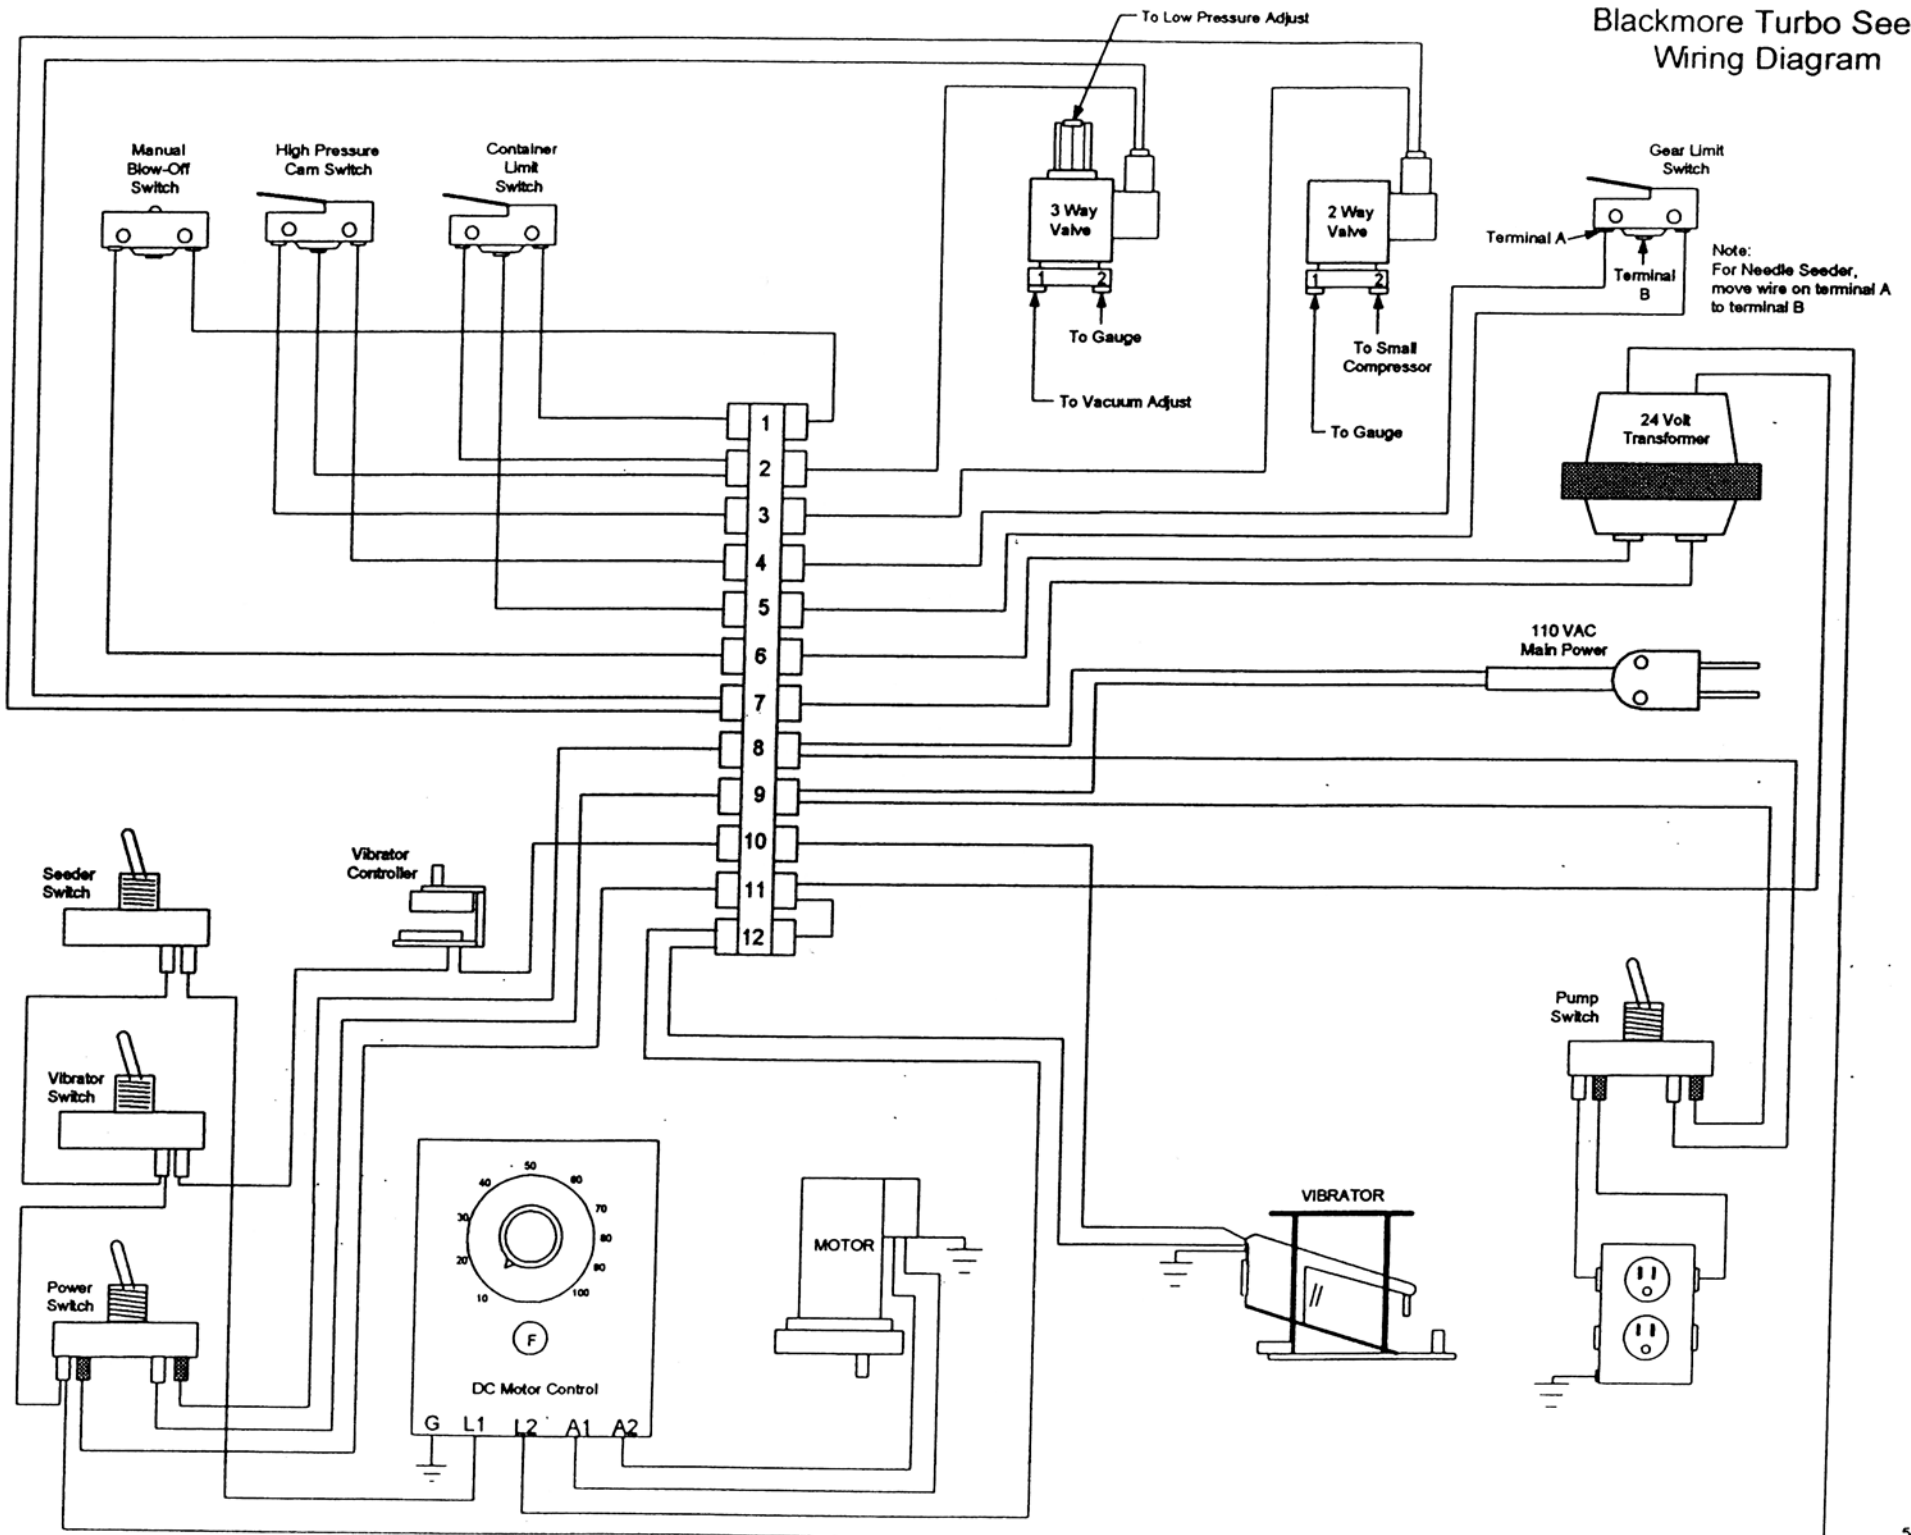 To Low Pressure Adjust
Blackmore Turbo See
Wiring Diagram
Manual
Blow-Off
Switch
High Pressure
Cam Switch
Container
Limit
Switch
3 Way
Valve
1 2
To Gauge
To Vacuum Adjust
2 Way
Valve
1 2
To Small
Compressor
To Gauge
Gear Limit
Switch
Terminal A
Terminal
B
Note:
For Needle Seeder,
move wire on terminal A
to terminal B
24 Volt
Transformer
1
2
3
4
5
6
7
8
9
10
11
12
110 VAC
Main Power
Seeder
Switch
Vibrator
Controller
Vibrator
Switch
Power
Switch
Pump
Switch
50
40
60
30
70
20
80
10
90
100
F
DC Motor Control
G L1 L2 A1 A2
MOTOR
VIBRATOR
5